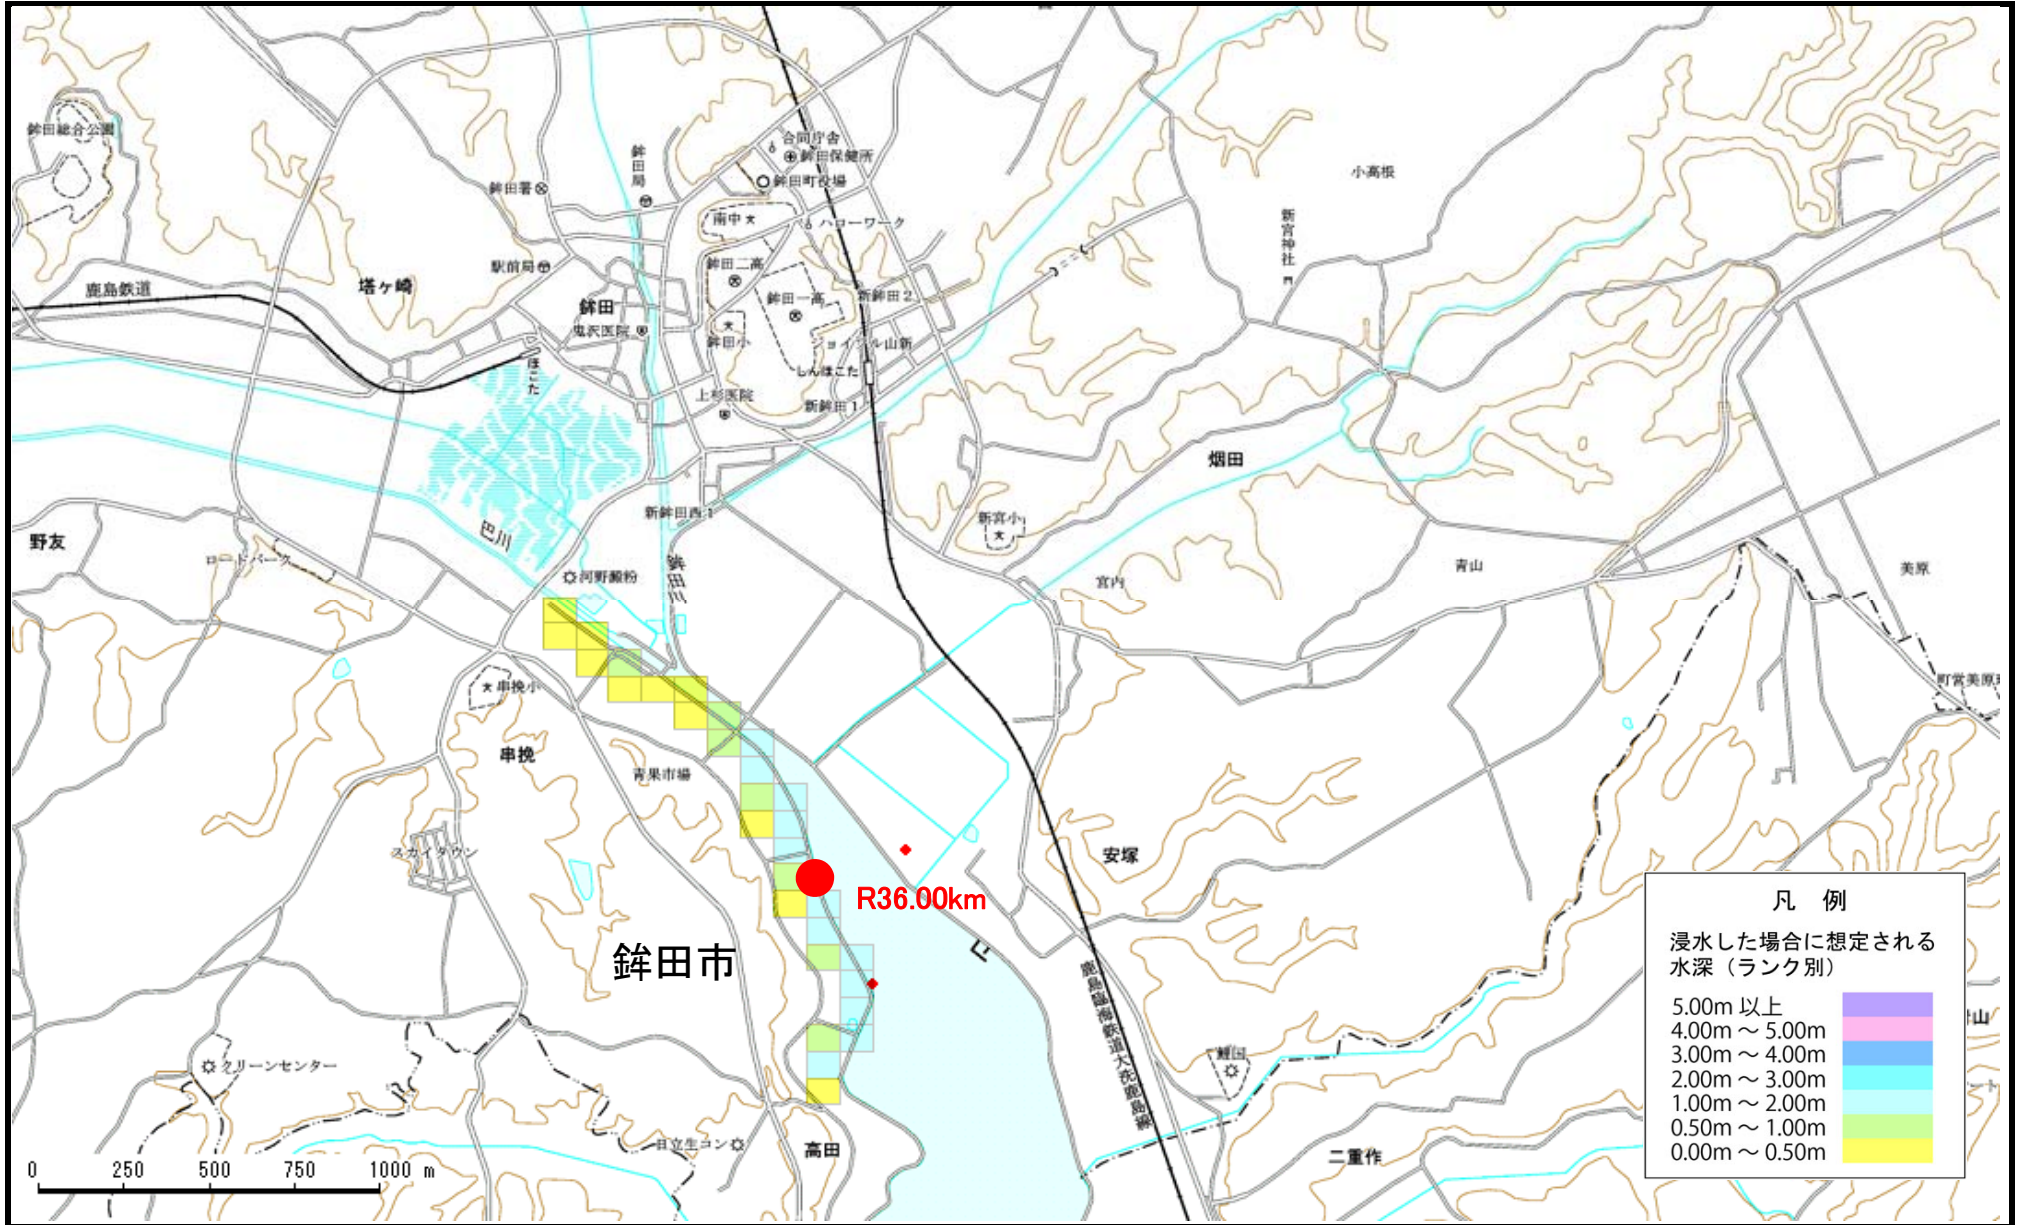 鉾田総合公園
合同庁舎
鉾田保健所
鉾田局
鉾田署
鉾田町役場
小高根
南中
ハローワーク
新宮神社
駅前局
鉾田二高
鹿島鉄道
塔ヶ崎
鉾田一高
新鉾田2
鉾田
鬼沢医院
鉾田小
ジョイフル山新
ほこた
しんほこた
上杉医院
新鉾田1
烟田
新鉾田西1
新宮小
巴川
野友
ロードパーク
河野澱粉
鉾田川
宮内
青山
美原
串挽小
串挽
青果市場
スカイタウン
安塚
R36.00km
鉾田市
鹿島臨海鉄道大洗鹿島線
クリーンセンター
日立生コン
高田
鯉国
二重作
凡 例
浸水した場合に想定される
水深(ランク別)
5.00m 以上
4.00m ~ 5.00m
3.00m ~ 4.00m
2.00m ~ 3.00m
1.00m ~ 2.00m
0.50m ~ 1.00m
0.00m ~ 0.50m
0 250 500 750 1000 m